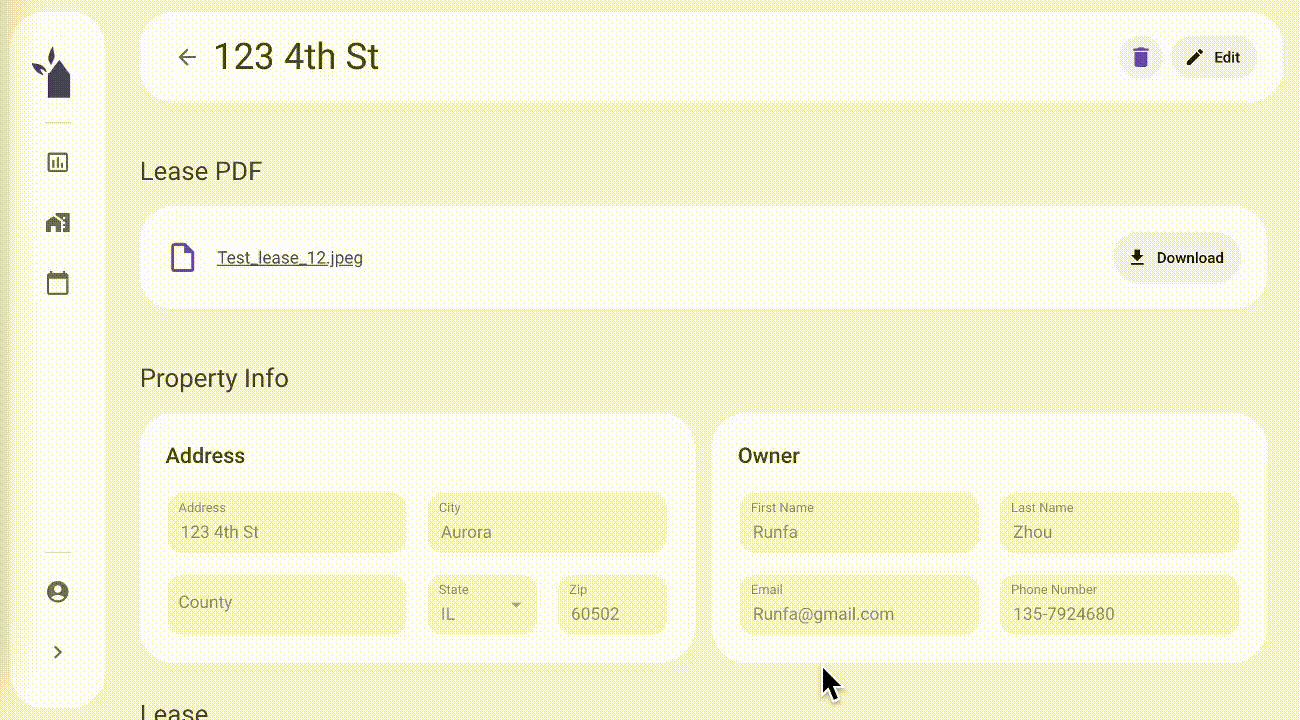 123 4th St
Edit
Lease PDF
Test_lease_12.jpeg
Download
Property Info
Address
Owner
Address
123 4th St
City
Aurora
First Name
Runfa
Last Name
Zhou
County
State
IL
Zip
60502
Email
Runfa@gmail.com
Phone Number
135-7924680
Lease